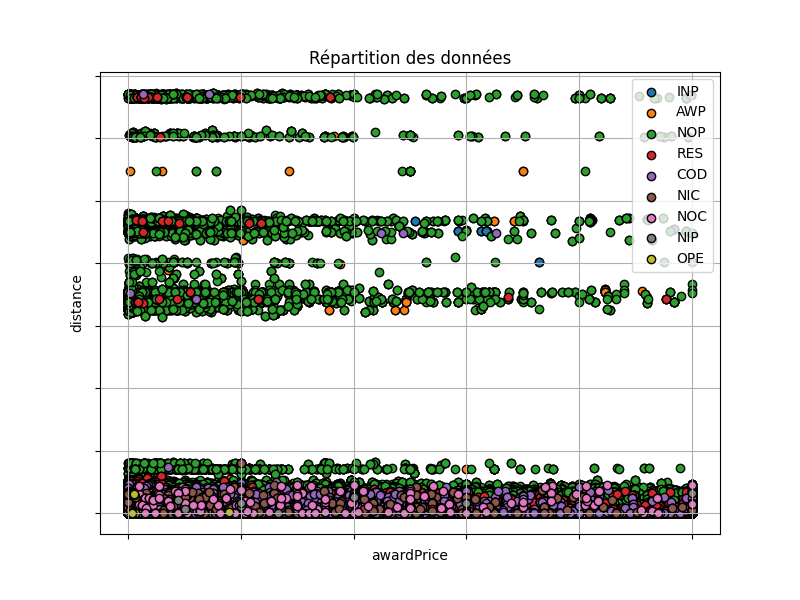 Répartition des données
INP
AWP
NOP
RES
COD
NIC
NOC
NIP
OPE
distance
awardPrice